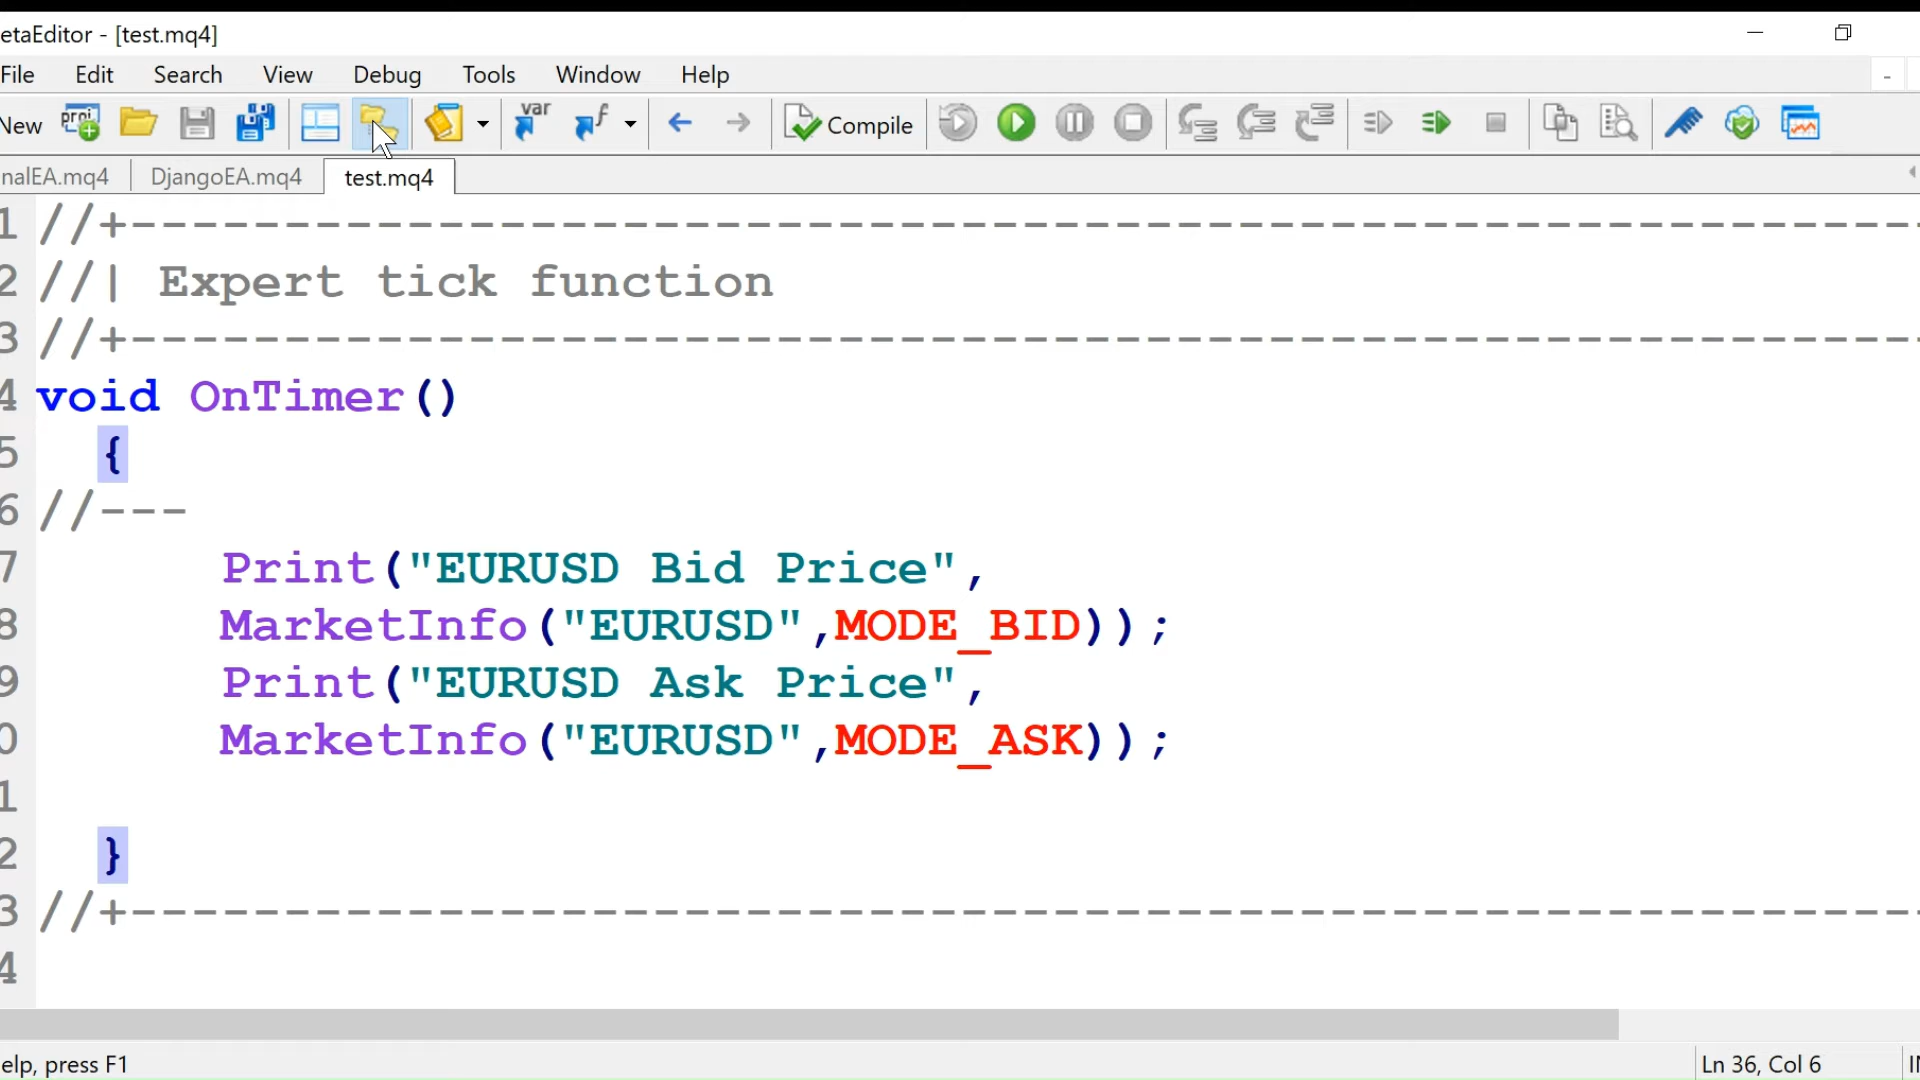 etaEditor - [test.mq4]
File Edit Search View Debug Tools Window Help
New proj var f Compile
nalEA.mq4 DjangoEA.mq4 test.mq4
1 //+----------------------------------------------------------
2 //| Expert tick function
3 //+----------------------------------------------------------
4 void OnTimer()
5 {
6 //---
7 Print("EURUSD Bid Price",
8 MarketInfo("EURUSD",MODE_BID));
9 Print("EURUSD Ask Price",
0 MarketInfo("EURUSD",MODE_ASK));
1
2 }
3 //+----------------------------------------------------------
4
elp, press F1 Ln 36, Col 6